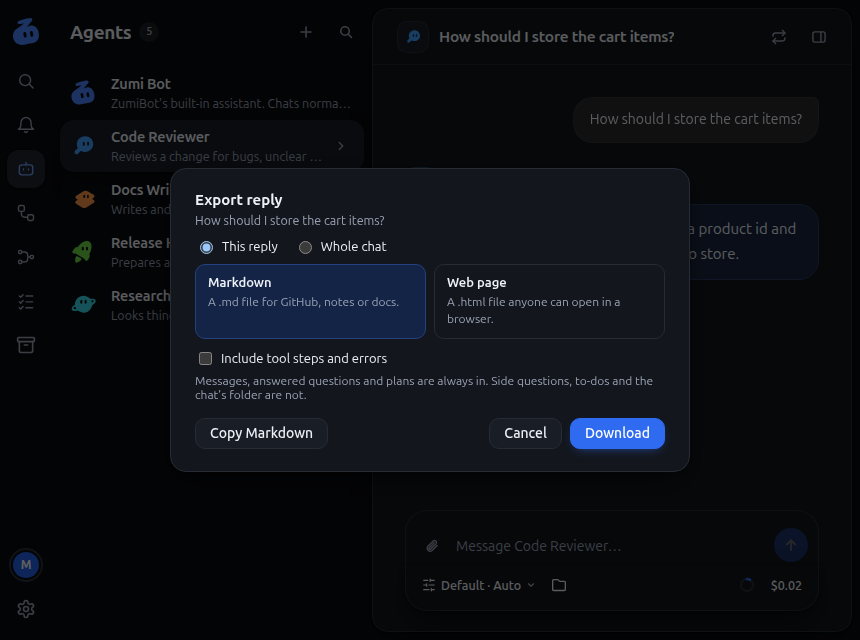 Agents 5
How should I store the cart items?
Zumi Bot
ZumiBot's built-in assistant. Chats norma…
How should I store the cart items?
Code Reviewer
Reviews a change for bugs, unclear …
Docs Wri
Writes and
Release
Prepares a
Research
Looks thin
a product id and
o store.
Export reply
How should I store the cart items?
This reply Whole chat
Markdown
A .md file for GitHub, notes or docs.
Web page
A .html file anyone can open in a
browser.
Include tool steps and errors
Messages, answered questions and plans are always in. Side questions, to-dos and the
chat's folder are not.
Copy Markdown Cancel Download
Message Code Reviewer…
Default · Auto $0.02
M